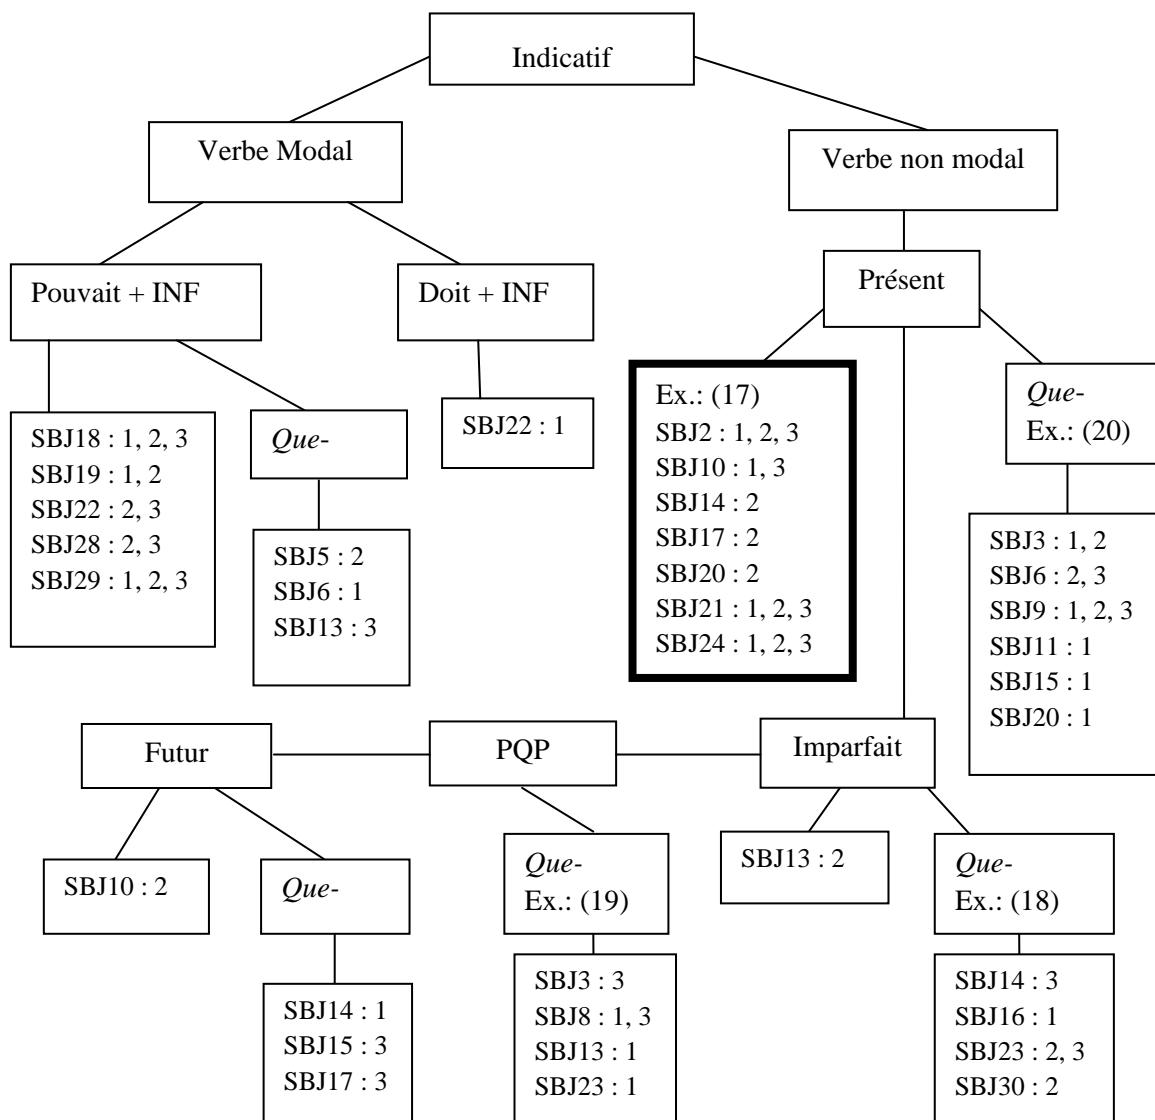 Indicatif
Verbe Modal
Verbe non modal
Pouvait + INF
Doit + INF
Présent
SBJ18 : 1, 2, 3
SBJ19 : 1, 2
SBJ22 : 2, 3
SBJ28 : 2, 3
SBJ29 : 1, 2, 3
Que-
SBJ5 : 2
SBJ6 : 1
SBJ13 : 3
SBJ22 : 1
Ex.: (17)
SBJ2 : 1, 2, 3
SBJ10 : 1, 3
SBJ14 : 2
SBJ17 : 2
SBJ20 : 2
SBJ21 : 1, 2, 3
SBJ24 : 1, 2, 3
Que-
Ex.: (20)
SBJ3 : 1, 2
SBJ6 : 2, 3
SBJ9 : 1, 2, 3
SBJ11 : 1
SBJ15 : 1
SBJ20 : 1
Futur
PQP
Imparfait
SBJ10 : 2
Que-
SBJ14 : 1
SBJ15 : 3
SBJ17 : 3
Que-
Ex.: (19)
SBJ3 : 3
SBJ8 : 1, 3
SBJ13 : 1
SBJ23 : 1
SBJ13 : 2
Que-
Ex.: (18)
SBJ14 : 3
SBJ16 : 1
SBJ23 : 2, 3
SBJ30 : 2